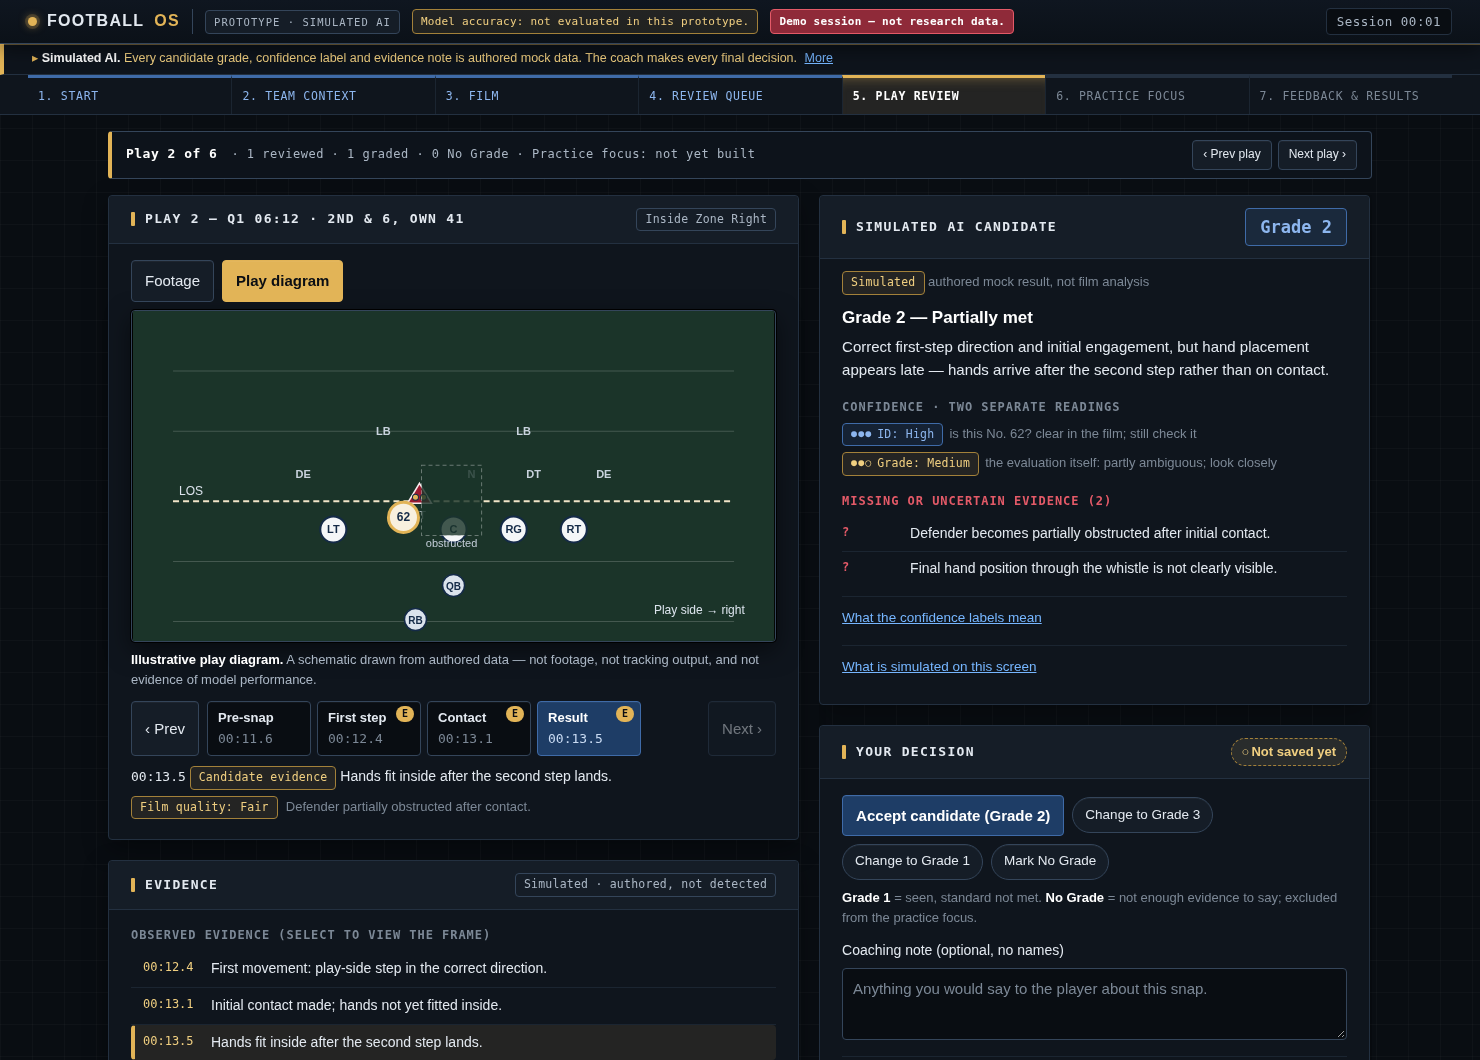 FOOTBALL OS
PROTOTYPE · SIMULATED AI
Model accuracy: not evaluated in this prototype.
Demo session — not research data.
Session 00:01
▸ Simulated AI. Every candidate grade, confidence label and evidence note is authored mock data. The coach makes every final decision. More
1. START
2. TEAM CONTEXT
3. FILM
4. REVIEW QUEUE
5. PLAY REVIEW
6. PRACTICE FOCUS
7. FEEDBACK & RESULTS
Play 2 of 6 · 1 reviewed · 1 graded · 0 No Grade · Practice focus: not yet built
‹ Prev play
Next play ›
PLAY 2 — Q1 06:12 · 2ND & 6, OWN 41
Inside Zone Right
Footage
Play diagram
LB
LB
DE
N
DT
DE
LOS
LT
62
C
RG
RT
obstructed
QB
RB
Play side → right
Illustrative play diagram. A schematic drawn from authored data — not footage, not tracking output, and not
evidence of model performance.
‹ Prev
Pre-snap
00:11.6
First step E
00:12.4
Contact E
00:13.1
Result E
00:13.5
Next ›
00:13.5 Candidate evidence Hands fit inside after the second step lands.
Film quality: Fair Defender partially obstructed after contact.
EVIDENCE
Simulated · authored, not detected
OBSERVED EVIDENCE (SELECT TO VIEW THE FRAME)
00:12.4 First movement: play-side step in the correct direction.
00:13.1 Initial contact made; hands not yet fitted inside.
00:13.5 Hands fit inside after the second step lands.
SIMULATED AI CANDIDATE
Grade 2
Simulated authored mock result, not film analysis
Grade 2 — Partially met
Correct first-step direction and initial engagement, but hand placement
appears late — hands arrive after the second step rather than on contact.
CONFIDENCE · TWO SEPARATE READINGS
●●● ID: High is this No. 62? clear in the film; still check it
●●○ Grade: Medium the evaluation itself: partly ambiguous; look closely
MISSING OR UNCERTAIN EVIDENCE (2)
? Defender becomes partially obstructed after initial contact.
? Final hand position through the whistle is not clearly visible.
What the confidence labels mean
What is simulated on this screen
YOUR DECISION
○ Not saved yet
Accept candidate (Grade 2)
Change to Grade 3
Change to Grade 1
Mark No Grade
Grade 1 = seen, standard not met. No Grade = not enough evidence to say; excluded
from the practice focus.
Coaching note (optional, no names)
Anything you would say to the player about this snap.